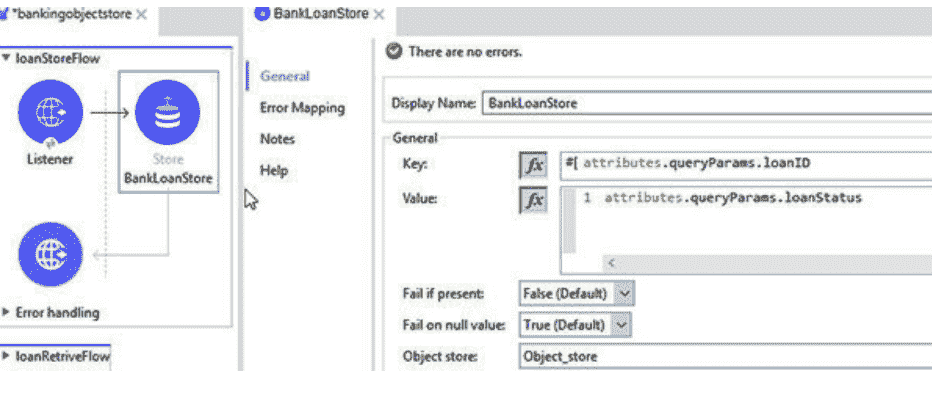 *bankingobjectstore
BankLoanStore
loanStoreFlow
Listener
Store
BankLoanStore
Error handling
loanRetriveFlow
General
Error Mapping
Notes
Help
There are no errors.
Display Name: BankLoanStore
General
Key: fx #[ attributes.queryParams.loanID
Value: fx 1 attributes.queryParams.loanStatus
Fail if present: False (Default)
Fail on null value: True (Default)
Object store: Object_store